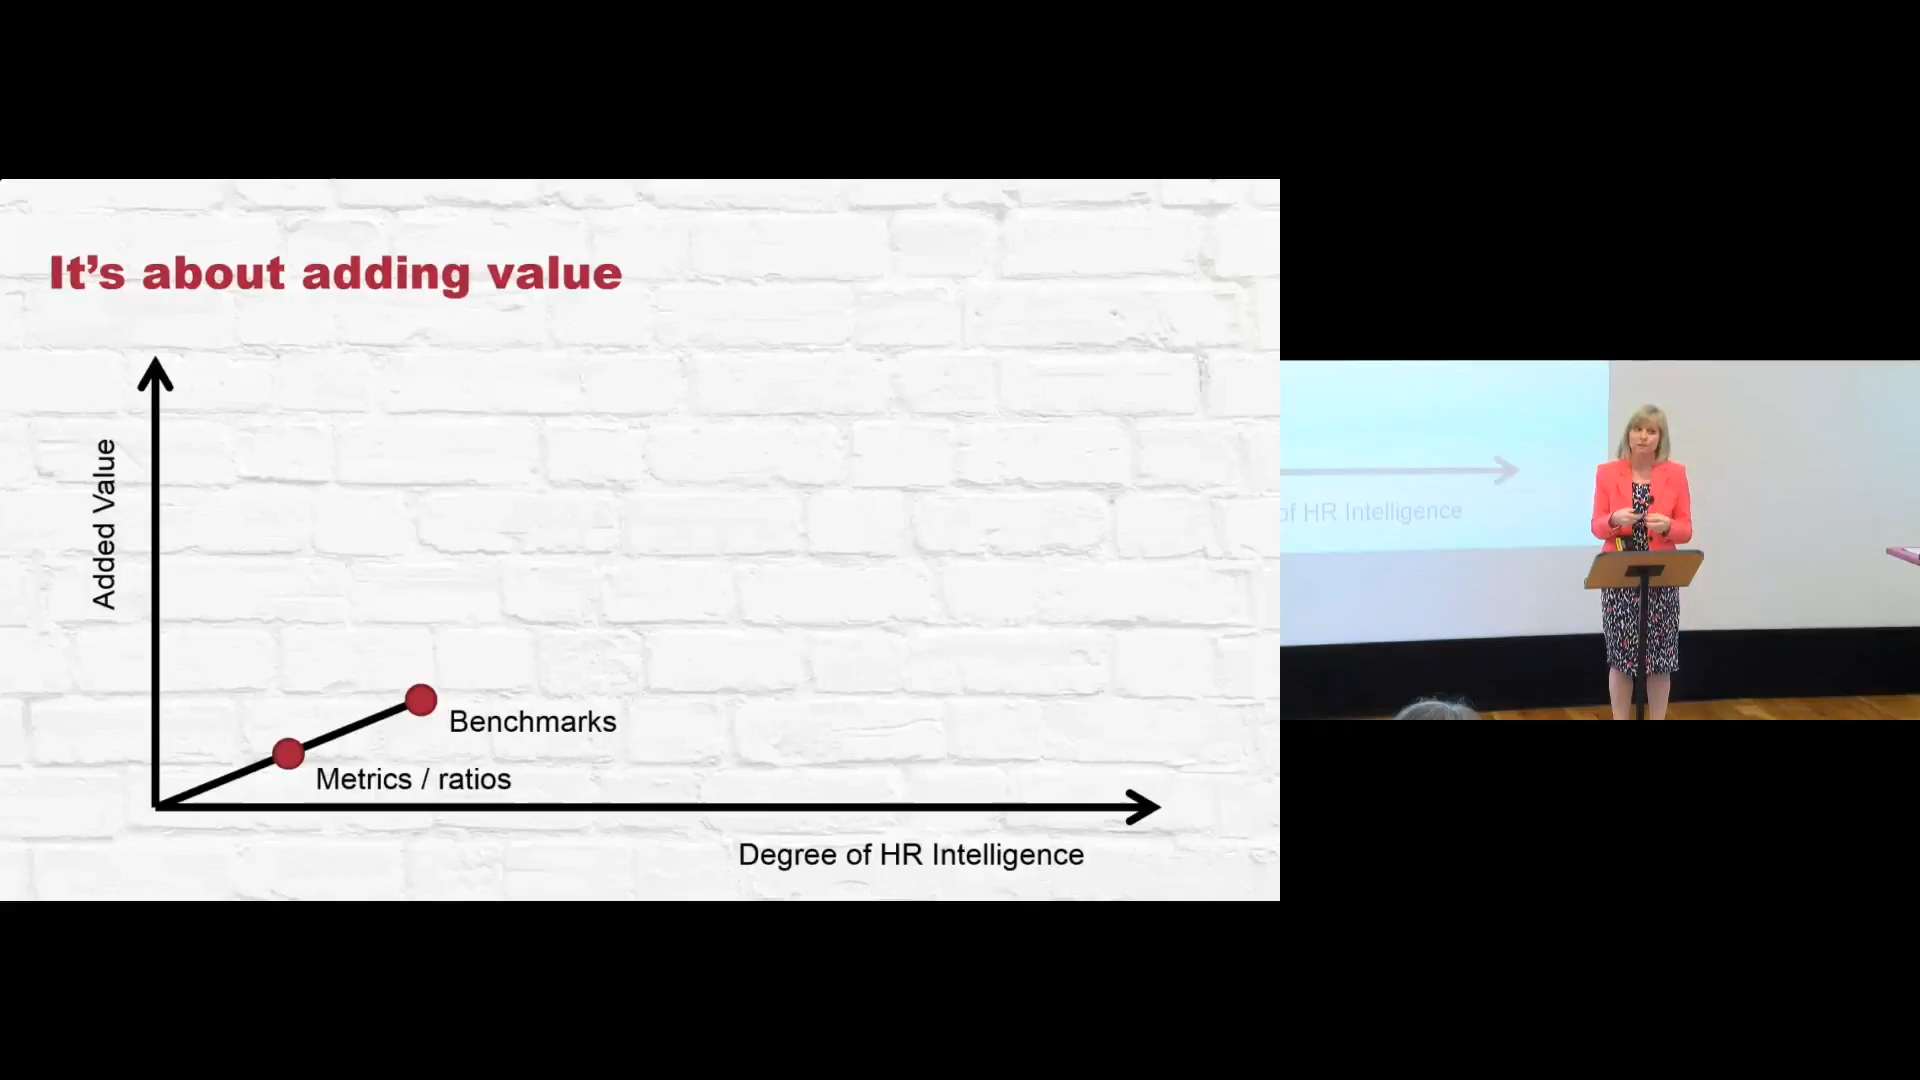 It's about adding value
Added Value
Benchmarks
Metrics / ratios
Degree of HR Intelligence
of HR Intelligence